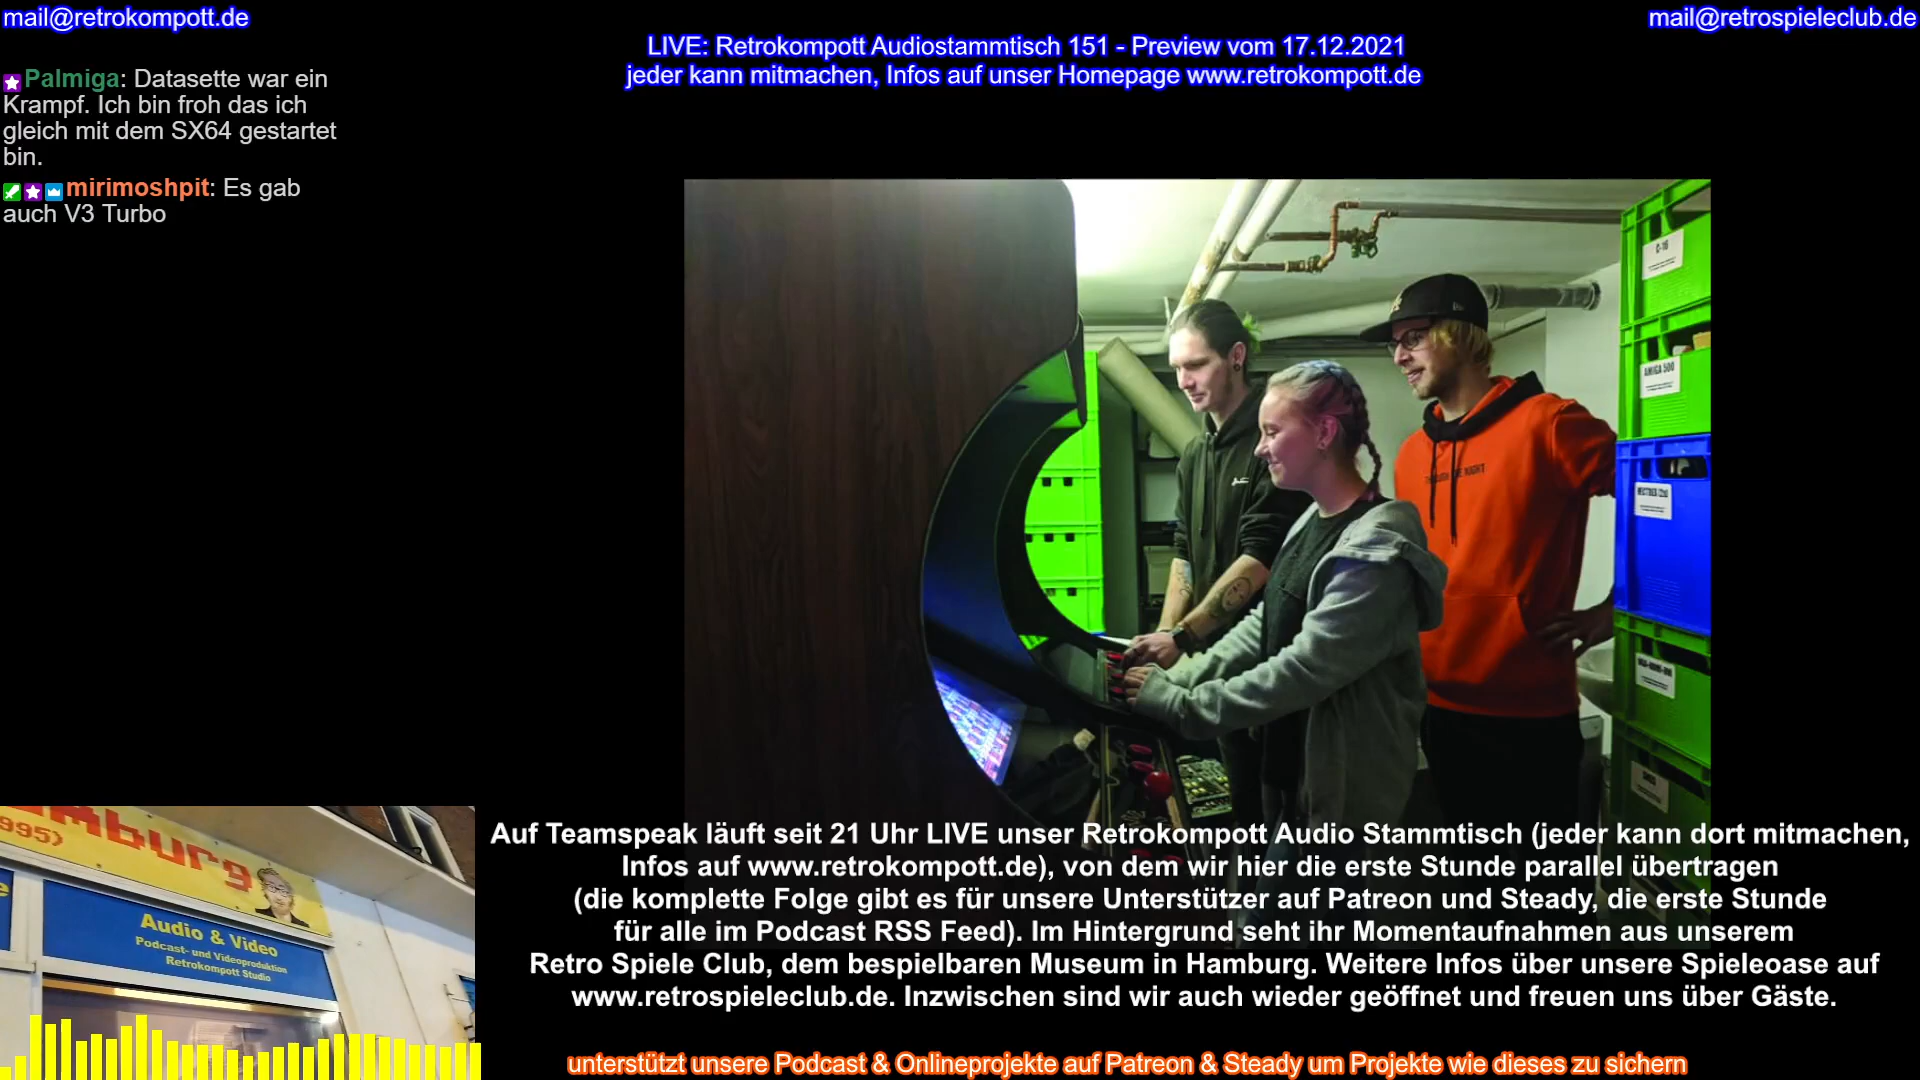 mail@retrokompott.de
mail@retrospieleclub.de
LIVE: Retrokompott Audiostammtisch 151 - Preview vom 17.12.2021
jeder kann mitmachen, Infos auf unser Homepage www.retrokompott.de
Palmiga: Datasette war ein
Krampf. Ich bin froh das ich
gleich mit dem SX64 gestartet
bin.
mirimoshpit: Es gab
auch V3 Turbo
C-16
AMIGA 500
mburg
995)
Audio & Video
Podcast- und Videoproduktion
Retrokompott Studio
Auf Teamspeak läuft seit 21 Uhr LIVE unser Retrokompott Audio Stammtisch (jeder kann dort mitmachen,
Infos auf www.retrokompott.de), von dem wir hier die erste Stunde parallel übertragen
(die komplette Folge gibt es für unsere Unterstützer auf Patreon und Steady, die erste Stunde
für alle im Podcast RSS Feed). Im Hintergrund seht ihr Momentaufnahmen aus unserem
Retro Spiele Club, dem bespielbaren Museum in Hamburg. Weitere Infos über unsere Spieleoase auf
www.retrospieleclub.de. Inzwischen sind wir auch wieder geöffnet und freuen uns über Gäste.
unterstützt unsere Podcast & Onlineprojekte auf Patreon & Steady um Projekte wie dieses zu sichern